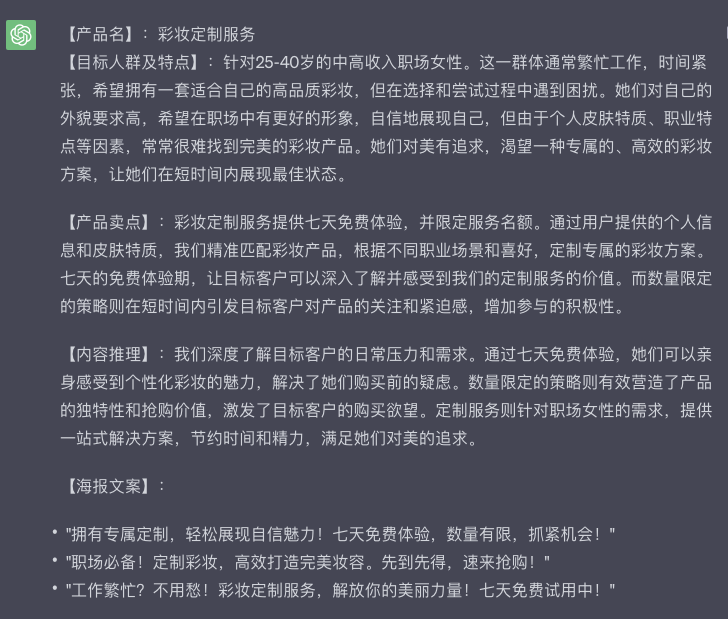 【产品名】：彩妆定制服务
【目标人群及特点】：针对25-40岁的中高收入职场女性。这一群体通常繁忙工作，时间紧
张，希望拥有一套适合自己的高品质彩妆，但在选择和尝试过程中遇到困扰。她们对自己的
外貌要求高，希望在职场中有更好的形象，自信地展现自己，但由于个人皮肤特质、职业特
点等因素，常常很难找到完美的彩妆产品。她们对美有追求，渴望一种专属的、高效的彩妆
方案，让她们在短时间内展现最佳状态。
【产品卖点】：彩妆定制服务提供七天免费体验，并限定服务名额。通过用户提供的个人信
息和皮肤特质，我们精准匹配彩妆产品，根据不同职业场景和喜好，定制专属的彩妆方案。
七天的免费体验期，让目标客户可以深入了解并感受到我们的定制服务的价值。而数量限定
的策略则在短时间内引发目标客户对产品的关注和紧迫感，增加参与的积极性。
【内容推理】：我们深度了解目标客户的日常压力和需求。通过七天免费体验，她们可以亲
身感受到个性化彩妆的魅力，解决了她们购买前的疑虑。数量限定的策略则有效营造了产品
的独特性和抢购价值，激发了目标客户的购买欲望。定制服务则针对职场女性的需求，提供
一站式解决方案，节约时间和精力，满足她们对美的追求。
【海报文案】：
• "拥有专属定制，轻松展现自信魅力！七天免费体验，数量有限，抓紧机会！"
• "职场必备！定制彩妆，高效打造完美妆容。先到先得，速来抢购！"
• "工作繁忙？不用愁！彩妆定制服务，解放你的美丽力量！七天免费试用中！"